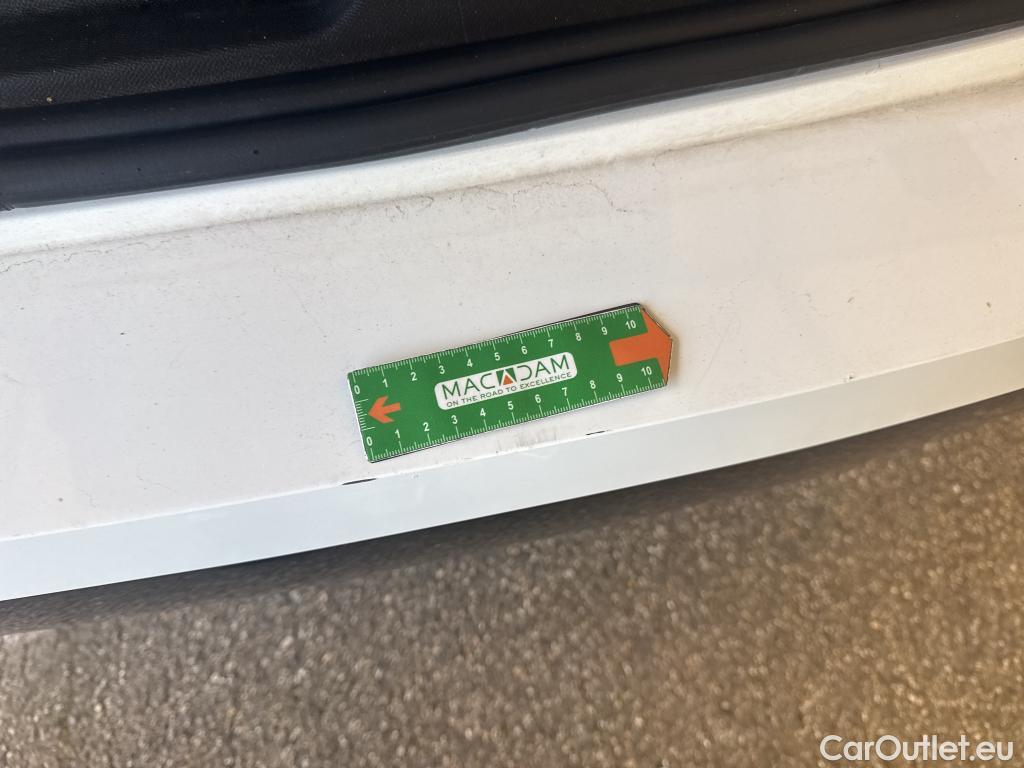 0 1 2 3 4 5 6 7 8 9 10
MACADAM
ON THE ROAD TO EXCELLENCE
0 1 2 3 4 5 6 7 8 9 10
CarOutlet.eu